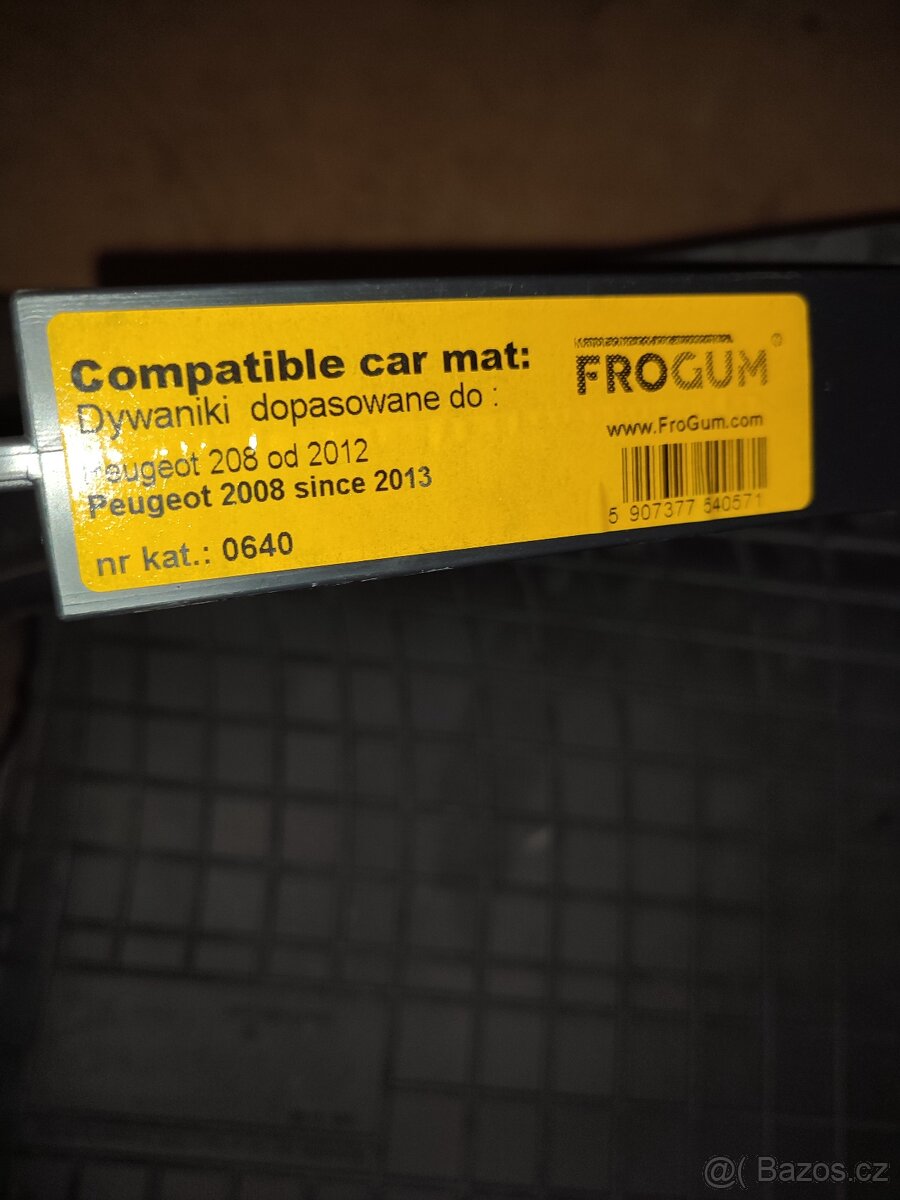 Compatible car mat:
Dywaniki dopasowane do :
Peugeot 208 od 2012
Peugeot 2008 since 2013
nr kat.: 0640
FROGUM®
www.FroGum.com
5 907377 540571
@( Bazos.cz